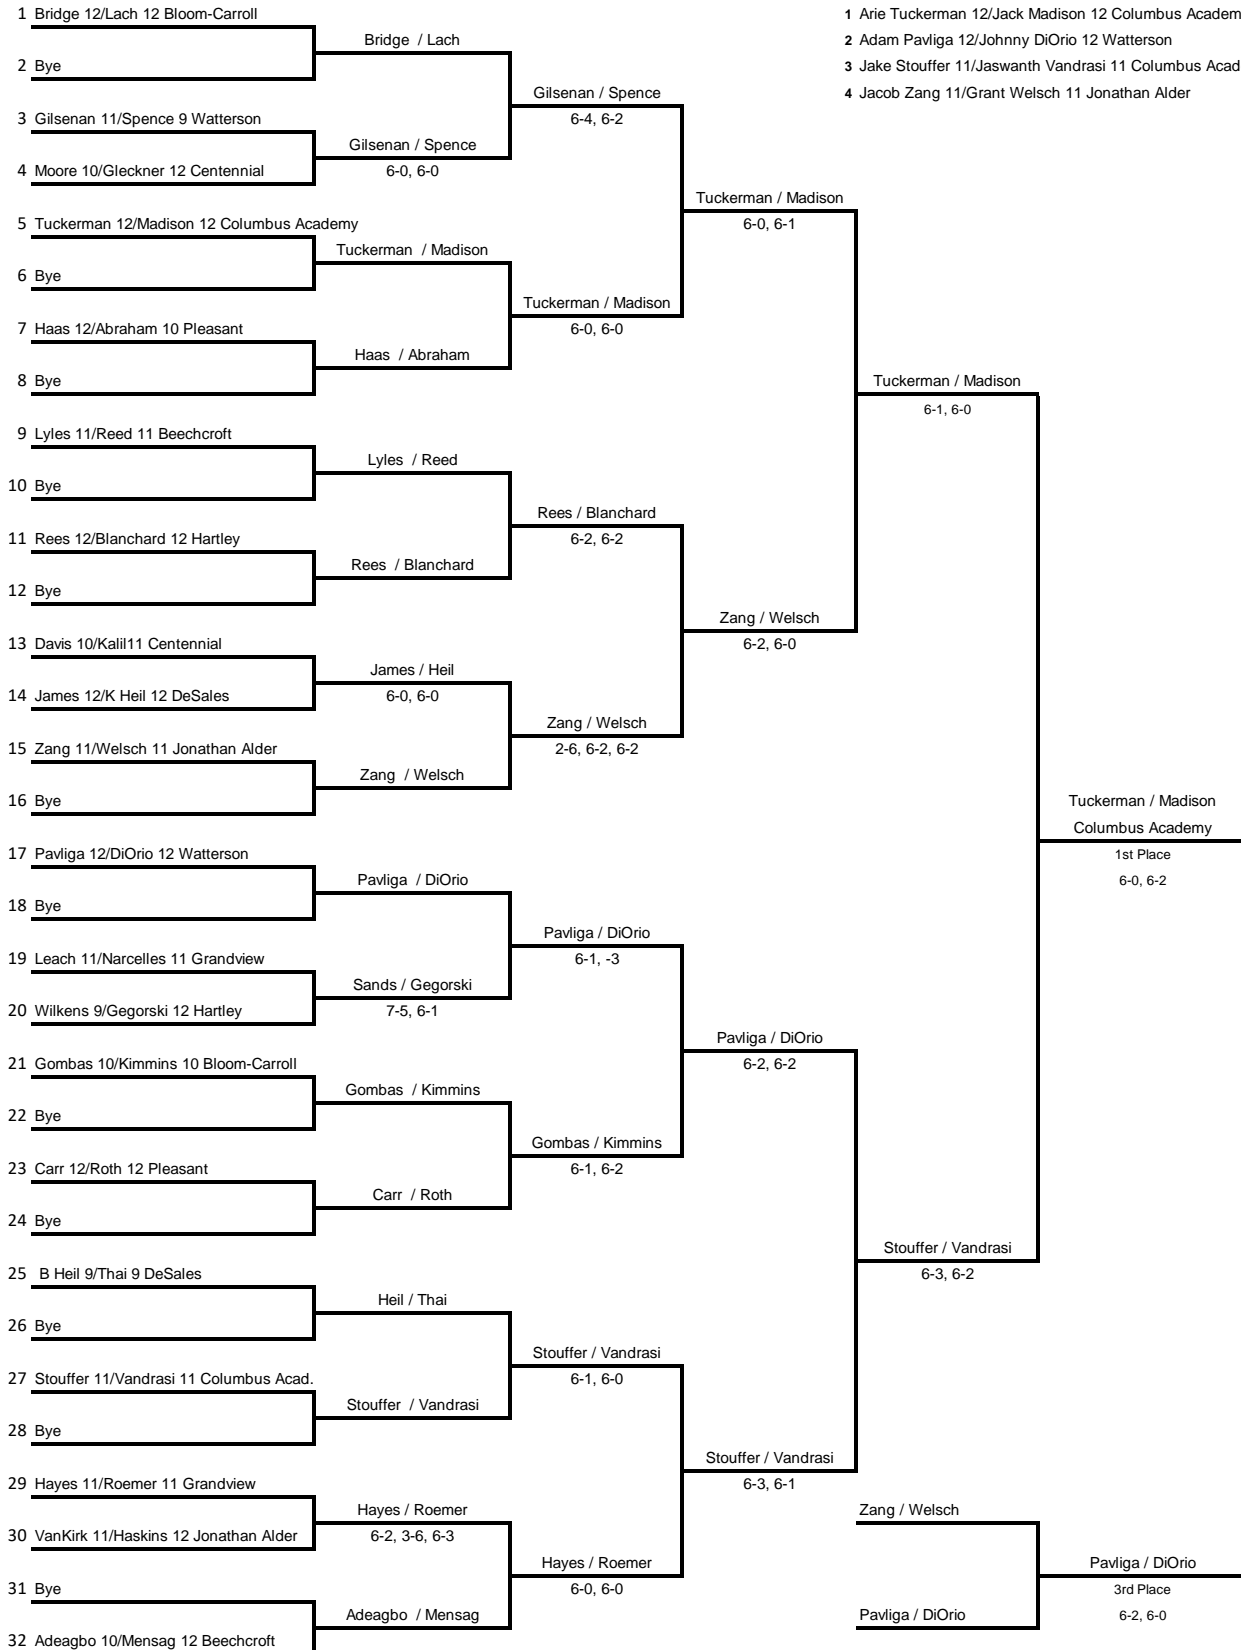 1 Bridge 12/Lach 12 Bloom-Carroll
2 Bye
3 Gilsenan 11/Spence 9 Watterson
4 Moore 10/Gleckner 12 Centennial
5 Tuckerman 12/Madison 12 Columbus Academy
6 Bye
7 Haas 12/Abraham 10 Pleasant
8 Bye
9 Lyles 11/Reed 11 Beechcroft
10 Bye
11 Rees 12/Blanchard 12 Hartley
12 Bye
13 Davis 10/Kalil11 Centennial
14 James 12/K Heil 12 DeSales
15 Zang 11/Welsch 11 Jonathan Alder
16 Bye
17 Pavliga 12/DiOrio 12 Watterson
18 Bye
19 Leach 11/Narcelles 11 Grandview
20 Wilkens 9/Gegorski 12 Hartley
21 Gombas 10/Kimmins 10 Bloom-Carroll
22 Bye
23 Carr 12/Roth 12 Pleasant
24 Bye
25 B Heil 9/Thai 9 DeSales
26 Bye
27 Stouffer 11/Vandrasi 11 Columbus Acad.
28 Bye
29 Hayes 11/Roemer 11 Grandview
30 VanKirk 11/Haskins 12 Jonathan Alder
31 Bye
32 Adeagbo 10/Mensag 12 Beechcroft
Bridge / Lach
Gilsenan / Spence
6-0, 6-0
Tuckerman / Madison
Haas / Abraham
Lyles / Reed
Rees / Blanchard
James / Heil
6-0, 6-0
Zang / Welsch
Pavliga / DiOrio
Sands / Gegorski
7-5, 6-1
Gombas / Kimmins
Carr / Roth
Heil / Thai
Stouffer / Vandrasi
Hayes / Roemer
6-2, 3-6, 6-3
Adeagbo / Mensag
Gilsenan / Spence
6-4, 6-2
Tuckerman / Madison
6-0, 6-0
Rees / Blanchard
6-2, 6-2
Zang / Welsch
2-6, 6-2, 6-2
Pavliga / DiOrio
6-1, -3
Gombas / Kimmins
6-1, 6-2
Stouffer / Vandrasi
6-1, 6-0
Hayes / Roemer
6-0, 6-0
Tuckerman / Madison
6-0, 6-1
Zang / Welsch
6-2, 6-0
Pavliga / DiOrio
6-2, 6-2
Stouffer / Vandrasi
6-3, 6-1
1 Arie Tuckerman 12/Jack Madison 12 Columbus Academ
2 Adam Pavliga 12/Johnny DiOrio 12 Watterson
3 Jake Stouffer 11/Jaswanth Vandrasi 11 Columbus Acad
4 Jacob Zang 11/Grant Welsch 11 Jonathan Alder
Tuckerman / Madison
6-1, 6-0
Stouffer / Vandrasi
6-3, 6-2
Tuckerman / Madison
Columbus Academy
1st Place
6-0, 6-2
Zang / Welsch
Pavliga / DiOrio
Pavliga / DiOrio
3rd Place
6-2, 6-0